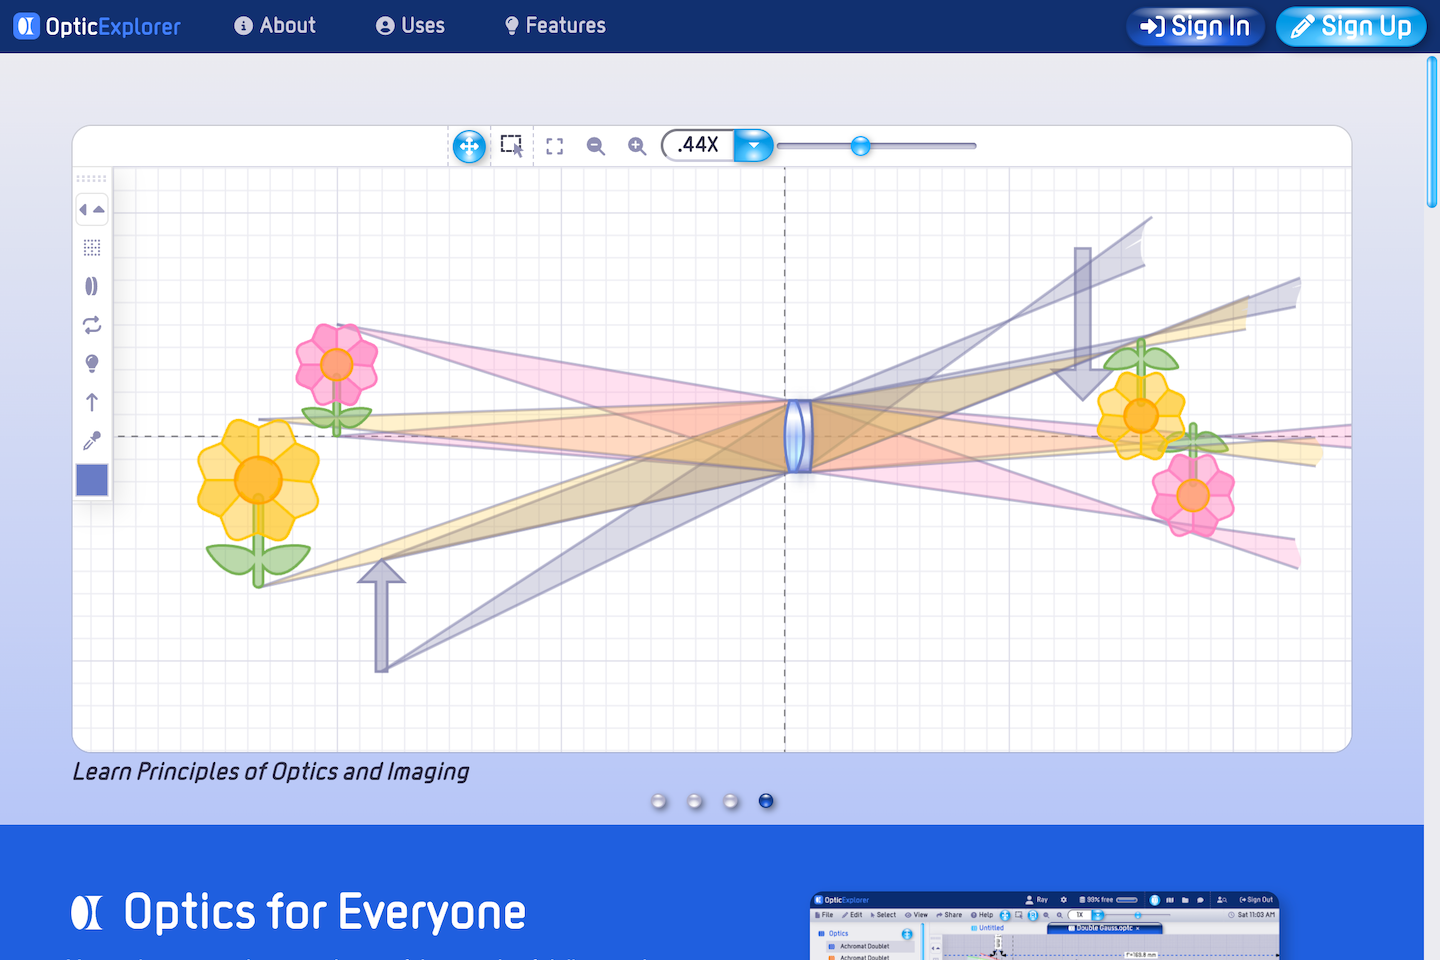 OpticExplorer
About
Uses
Features
Sign In
Sign Up
.44X
Learn Principles of Optics and Imaging
Optics for Everyone
OpticExplorer
Ray
99% free
Sign Out
File
Edit
Select
View
Share
Help
1X
Sat 11:03 AM
Optics
Untitled
Double Gauss.optc
Achromat Doublet
Achromat Doublet